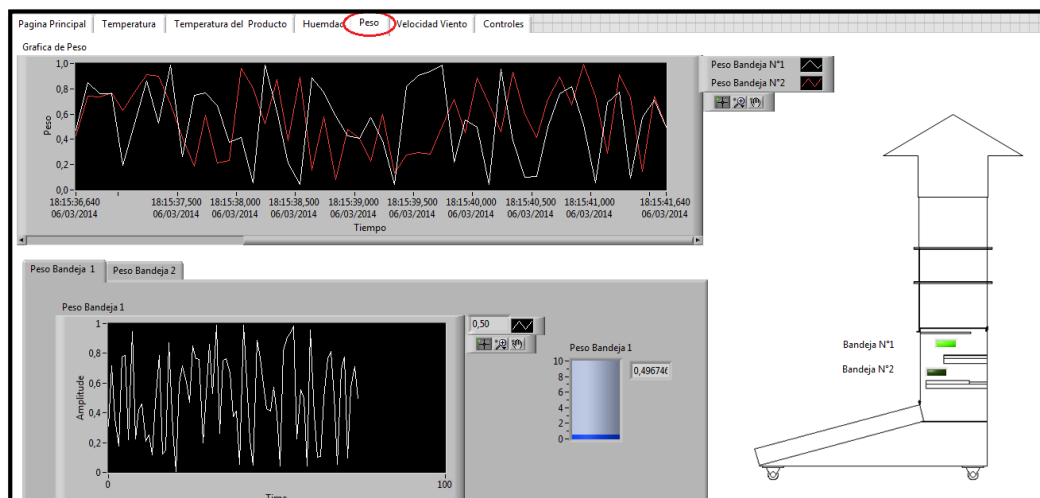 Pagina Principal Temperatura Temperatura del Producto Huemdad Peso Velocidad Viento Controles
Grafica de Peso
1,0
0,8
0,6
0,4
0,2
0,0
Peso
18:15:36,640 18:15:37,500 18:15:38,000 18:15:38,500 18:15:39,000 18:15:39,500 18:15:40,000 18:15:40,500 18:15:41,000 18:15:41,640
06/03/2014 06/03/2014 06/03/2014 06/03/2014 06/03/2014 06/03/2014 06/03/2014 06/03/2014 06/03/2014 06/03/2014
Tiempo
Peso Bandeja N°1
Peso Bandeja N°2
Peso Bandeja 1 Peso Bandeja 2
Peso Bandeja 1
1
0,8
0,6
0,4
0,2
0
Amplitude
0 100
Time
0,50
Peso Bandeja 1
10
8
6
4
2
0
0,496746
Bandeja N°1
Bandeja N°2